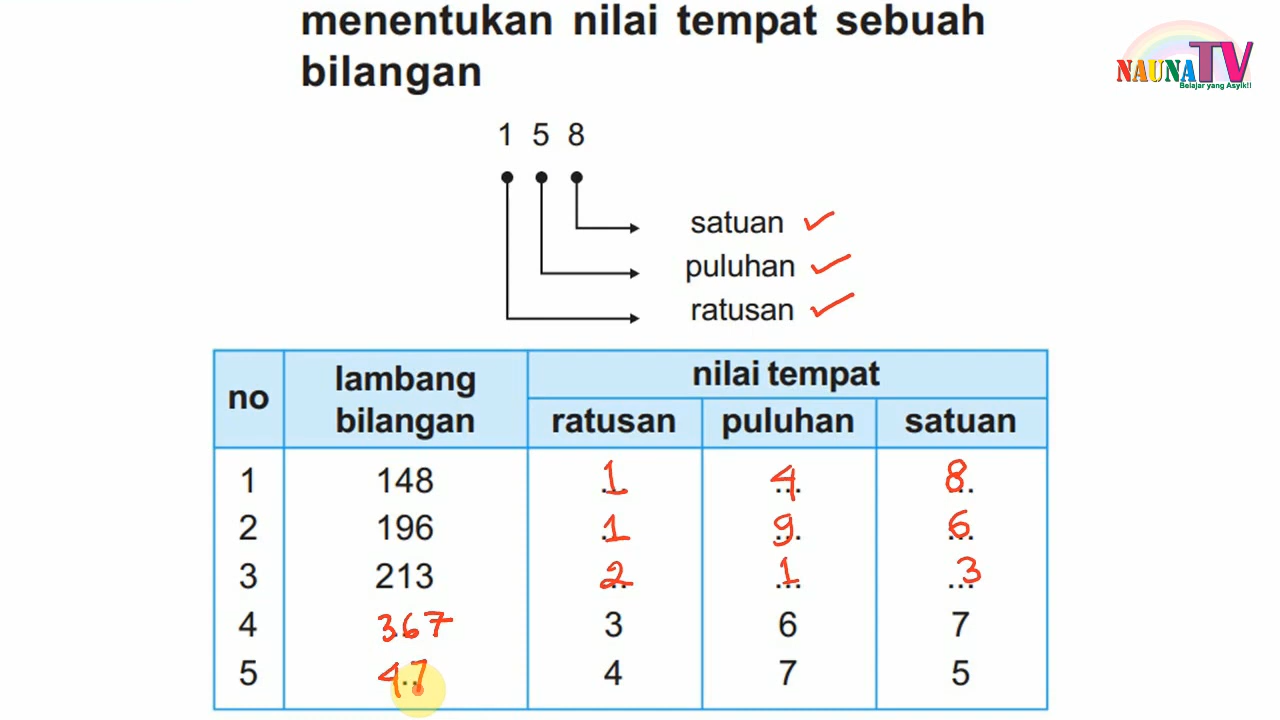 menentukan nilai tempat sebuah
bilangan
NAUNA TV
Belajar yang Asyik!!
1 5 8
satuan ✓
puluhan ✓
ratusan ✓
no lambang bilangan nilai tempat
ratusan puluhan satuan
1 148 1 4 8
2 196 1 9 6
3 213 2 1 3
4 367 3 6 7
5 47 4 7 5